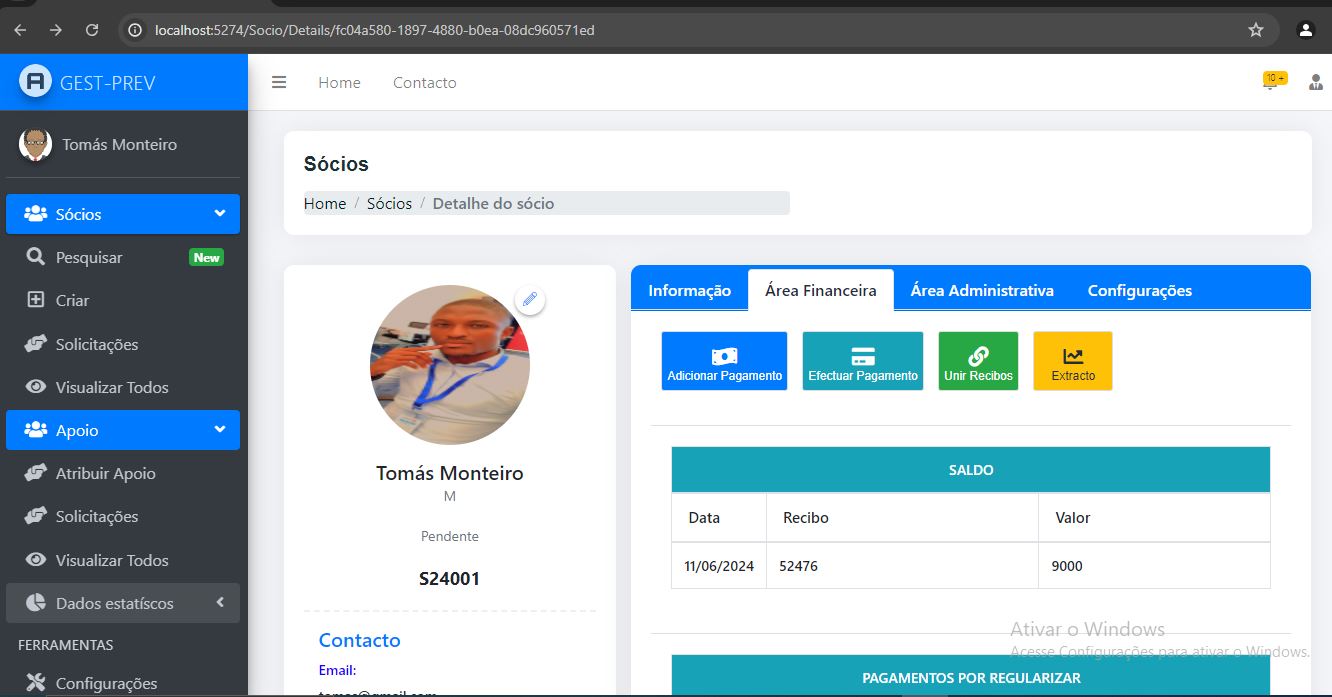 localhost:5274/Socio/Details/fc04a580-1897-4880-b0ea-08dc960571ed
GEST-PREV
Home
Contacto
10 +
Tomás Monteiro
Sócios
Pesquisar
New
Criar
Solicitações
Visualizar Todos
Apoio
Atribuir Apoio
Solicitações
Visualizar Todos
Dados estatíscos
FERRAMENTAS
Configurações
Sócios
Home / Sócios / Detalhe do sócio
Tomás Monteiro
M
Pendente
S24001
Contacto
Email:
tomas@gmail.com
Informação
Área Financeira
Área Administrativa
Configurações
Adicionar Pagamento
Efectuar Pagamento
Unir Recibos
Extracto
SALDO
Data Recibo Valor
11/06/2024 52476 9000
Ativar o Windows
Acesse Configurações para ativar o Windows.
PAGAMENTOS POR REGULARIZAR